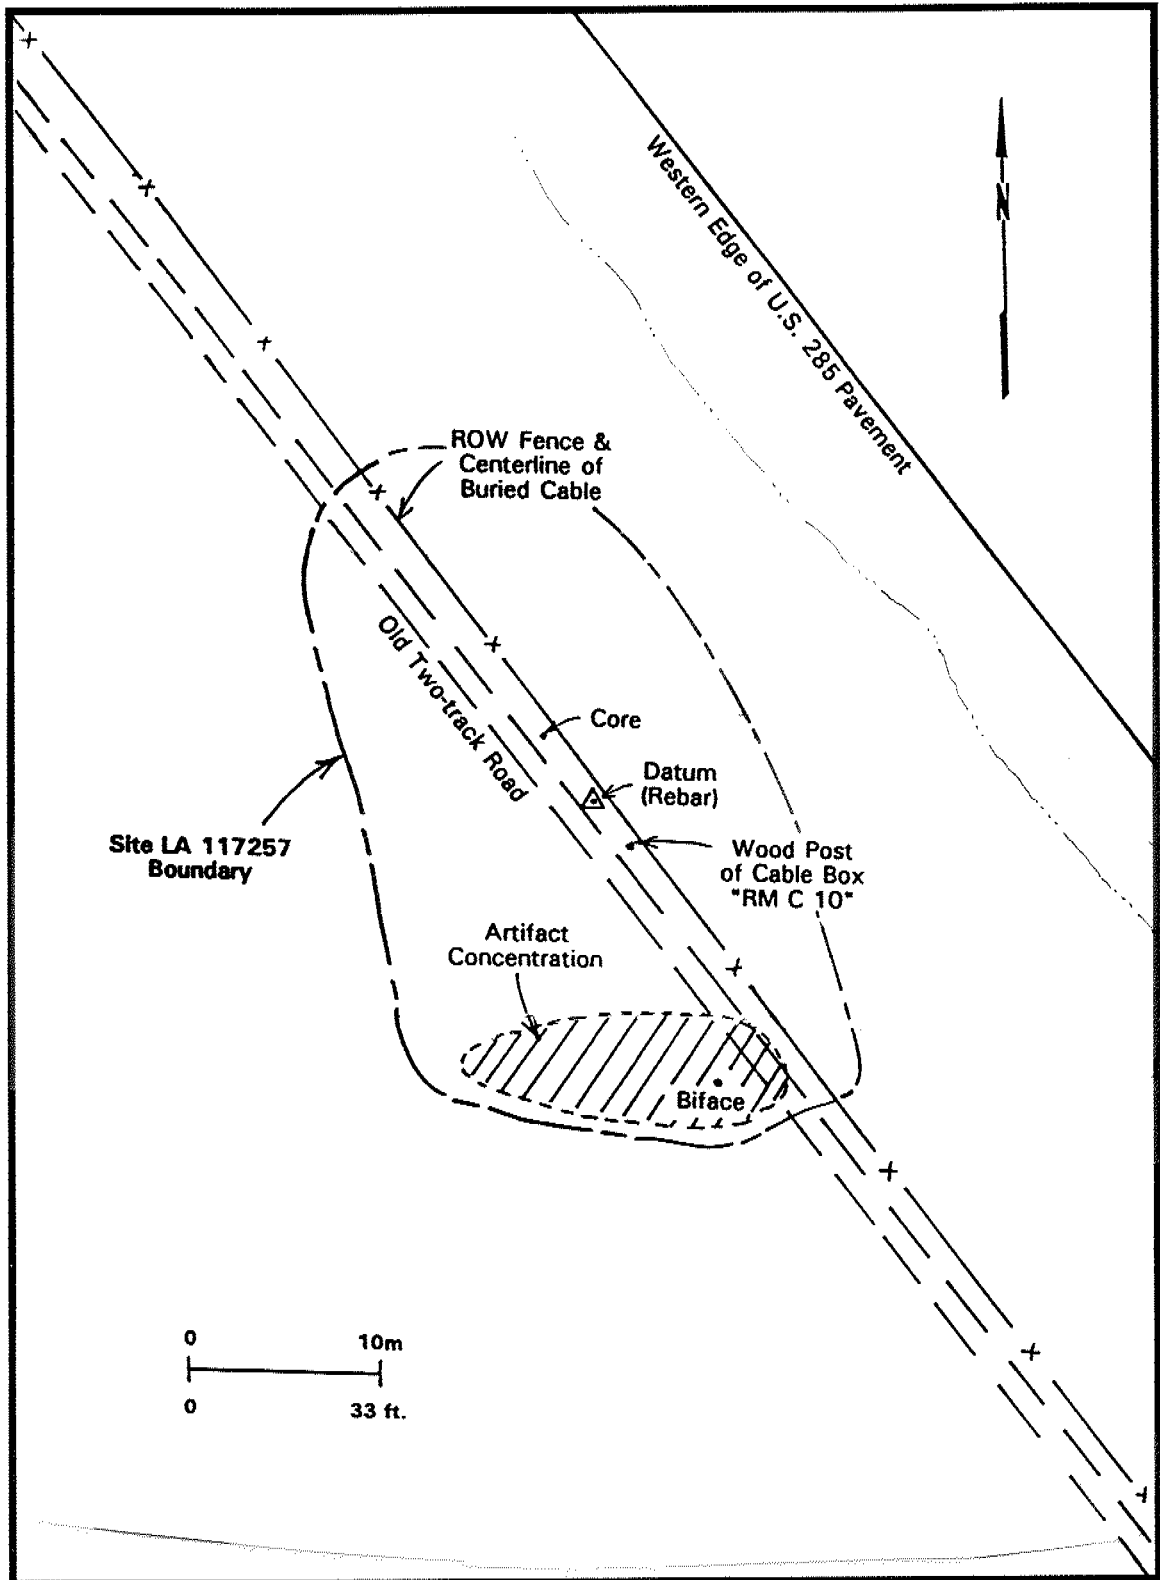 Western Edge of U.S. 285 Pavement
N
ROW Fence &
Centerline of
Buried Cable
Old Two-track Road
Core
Datum
(Rebar)
Site LA 117257
Boundary
Wood Post
of Cable Box
"RM C 10"
Artifact
Concentration
Biface
0 10m
0 33 ft.